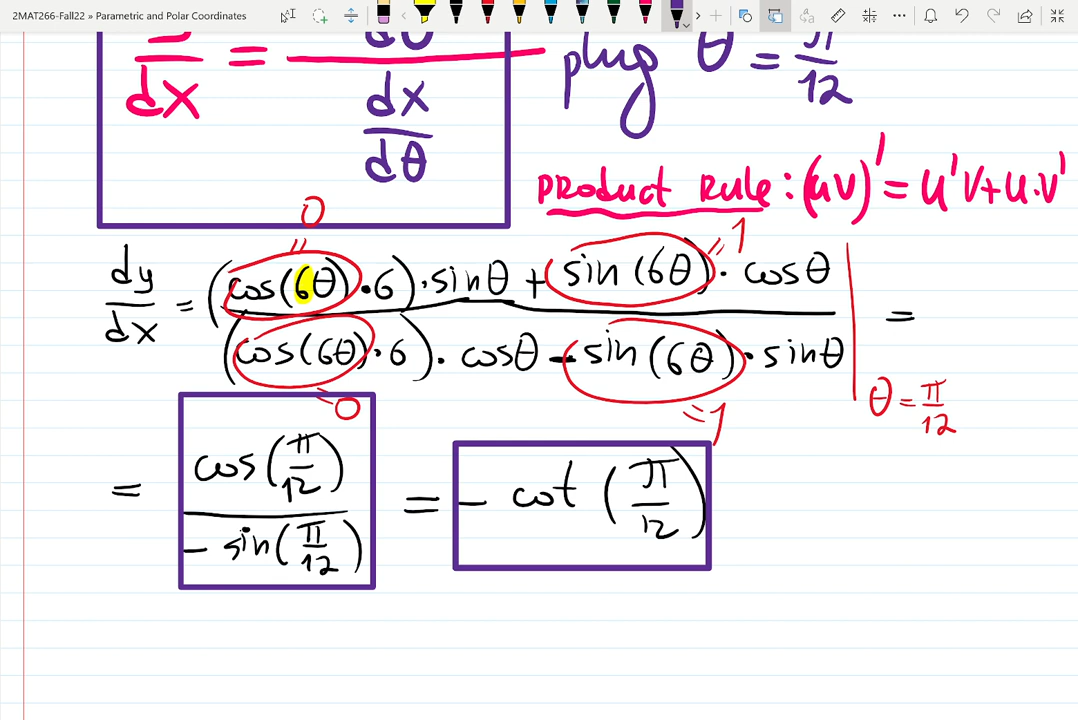 2MAT266-Fall22 » Parametric and Polar Coordinates
dx = dx/dθ plug θ = π/12
Product Rule: (uv)' = u'v + u·v'
0
=
=1
dy/dx = (cos(6θ)·6)·sinθ + sin(6θ)·cosθ / (cos(6θ)·6)·cosθ - sin(6θ)·sinθ | θ = π/12 =
=0
=1
= cos(π/12) / - sin(π/12) = - cot(π/12)